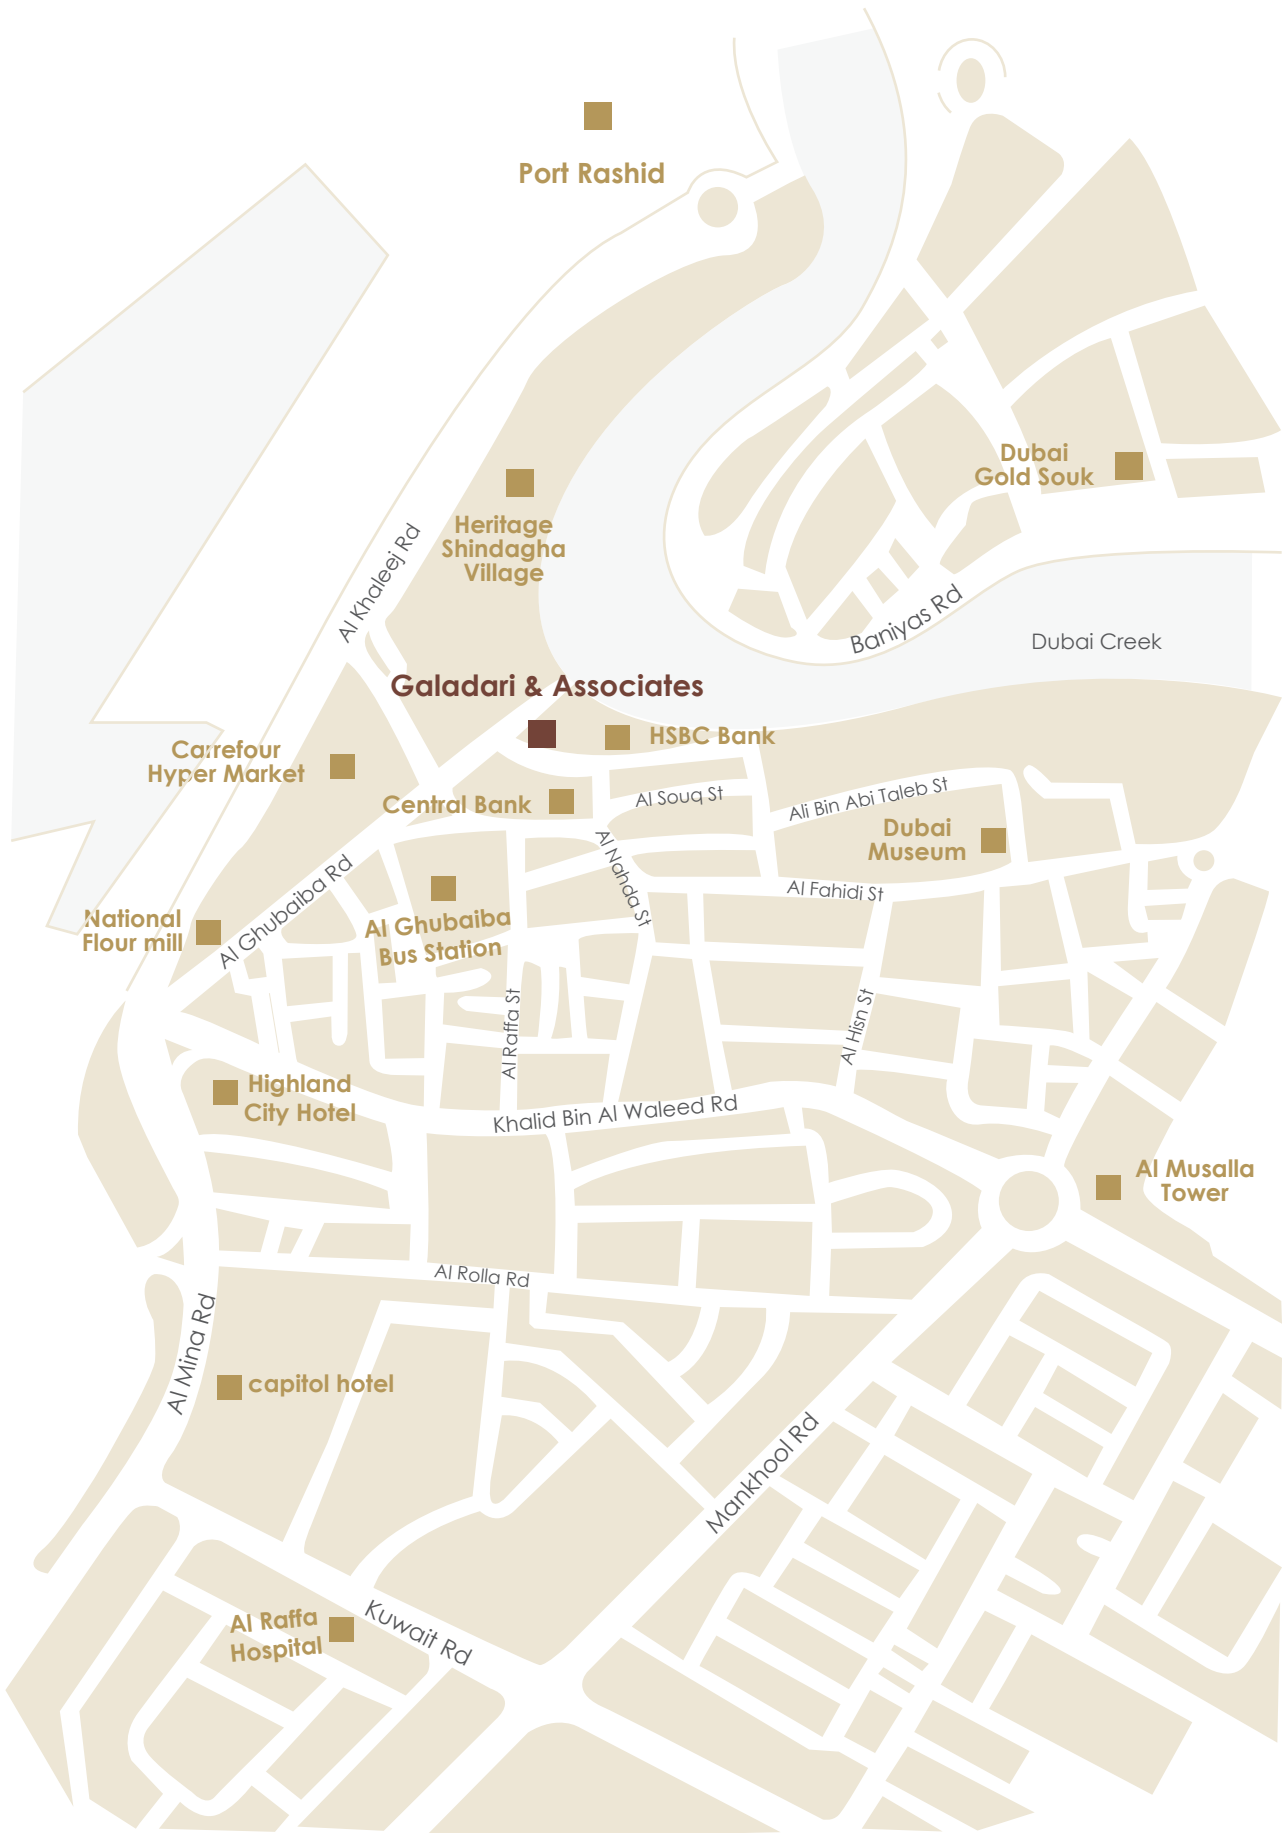 Port Rashid
Dubai
Gold Souk
Heritage
Shindagha
Village
Al Khaleej Rd
Baniyas Rd
Dubai Creek
Galadari & Associates
HSBC Bank
Carrefour
Hyper Market
Central Bank
Al Souq St
Ali Bin Abi Taleb St
Dubai
Museum
Al Nahda St
Al Fahidi St
Al Ghubaiba Rd
National
Flour mill
Al Ghubaiba
Bus Station
Al Raffa St
Al Hisn St
Highland
City Hotel
Khalid Bin Al Waleed Rd
Al Musalla
Tower
Al Rolla Rd
Al Mina Rd
capitol hotel
Mankhool Rd
Al Raffa
Hospital
Kuwait Rd